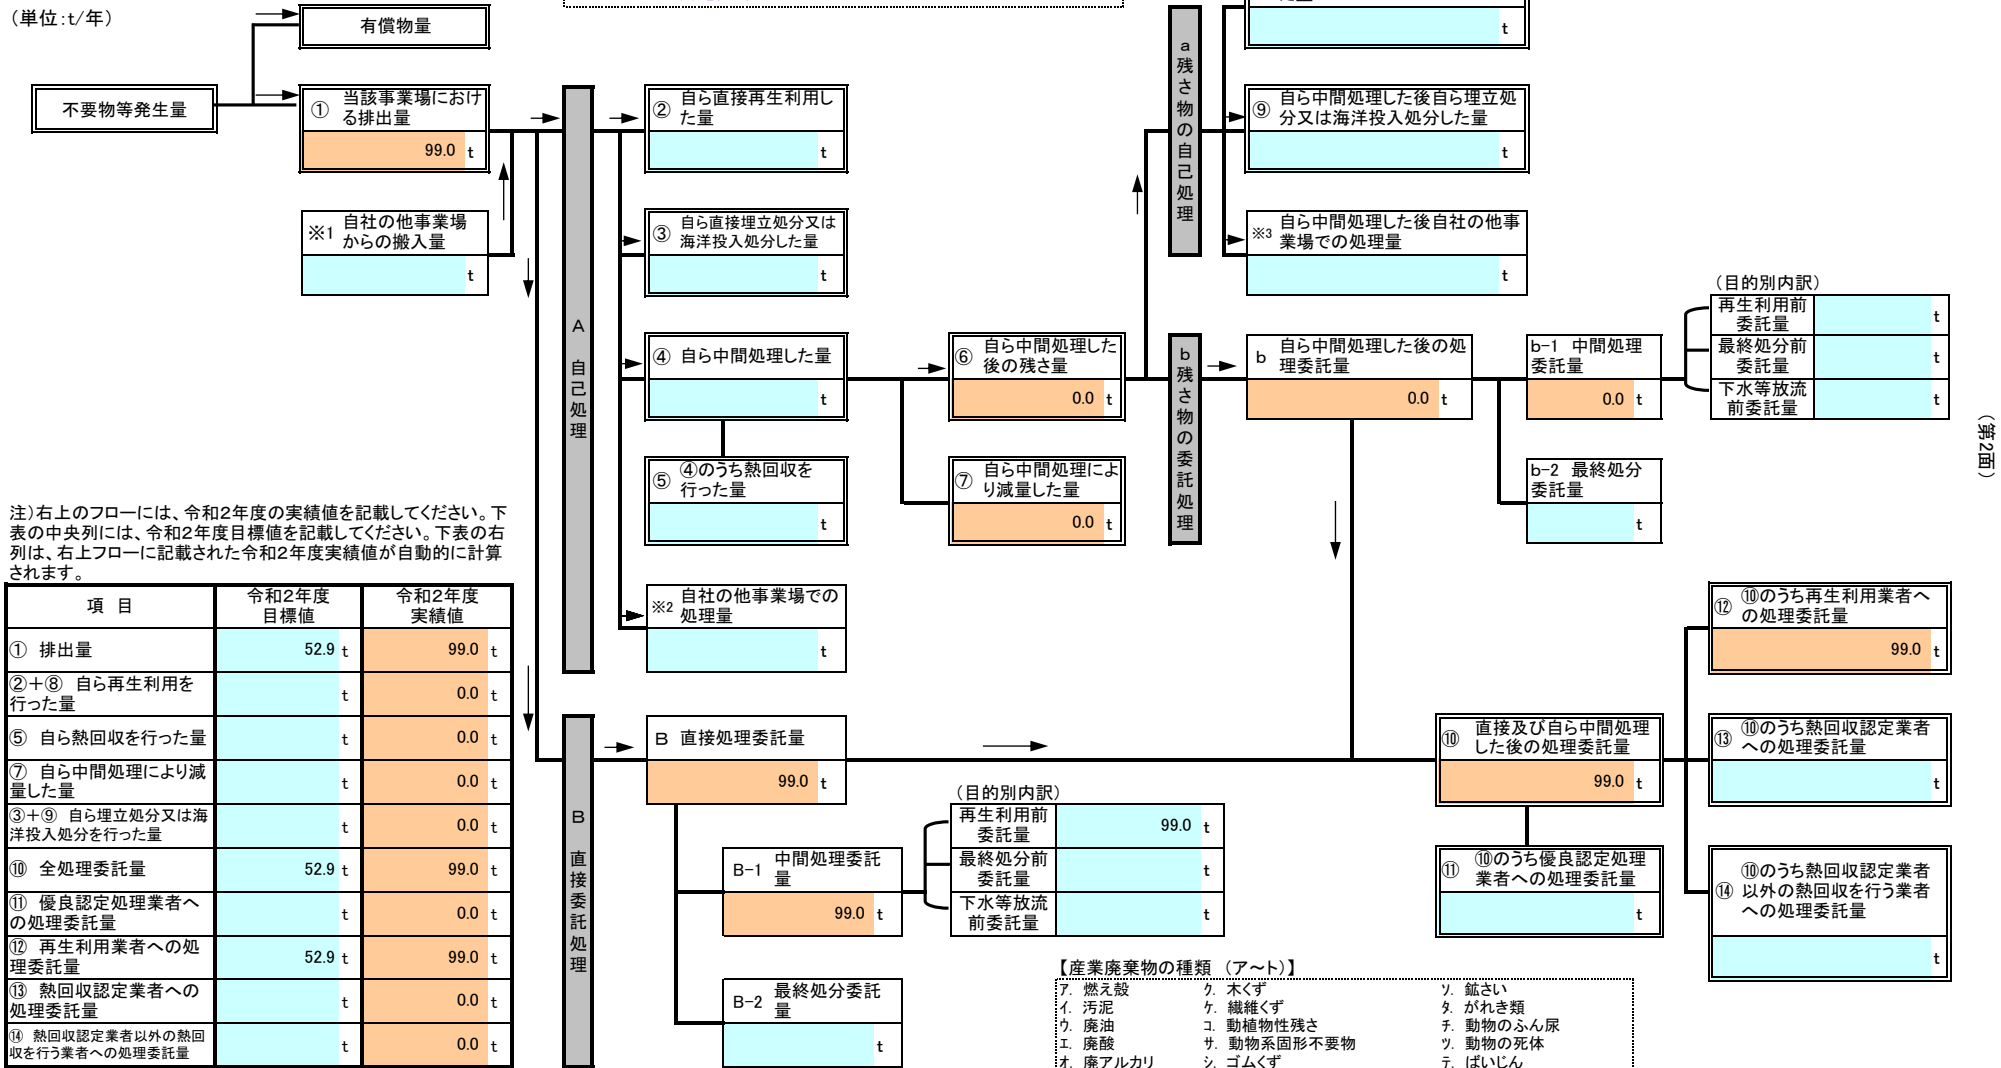 (単位:t/年)
有償物量
不要物等発生量
① 当該事業場におけ
る排出量
99.0 t
※1 自社の他事業場
からの搬入量
t
A 自己処理
② 自ら直接再生利用し
た量
t
③ 自ら直接埋立処分又は
海洋投入処分した量
t
④ 自ら中間処理した量
t
⑤ ④のうち熱回収を
行った量
t
※2 自社の他事業場での
処理量
t
⑥ 自ら中間処理した
後の残さ量
0.0 t
⑦ 自ら中間処理によ
り減量した量
0.0 t
a残さ物の自己処理
t
⑨ 自ら中間処理した後自ら埋立処
分又は海洋投入処分した量
t
※3 自ら中間処理した後自社の他事
業場での処理量
t
b残さ物の委託処理
b 自ら中間処理した後の処
理委託量
0.0 t
b-1 中間処理
委託量
0.0 t
b-2 最終処分
委託量
t
(目的別内訳)
再生利用前
委託量
t
最終処分前
委託量
t
下水等放流
前委託量
t
(第2面)
注)右上のフローには、令和2年度の実績値を記載してください。下
表の中央列には、令和2年度目標値を記載してください。下表の右
列は、右上フローに記載された令和2年度実績値が自動的に計算
されます。
項 目 令和2年度 令和2年度
目標値 実績値
① 排出量 52.9 t 99.0 t
②+⑧ 自ら再生利用を
行った量 t 0.0 t
⑤ 自ら熱回収を行った量 t 0.0 t
⑦ 自ら中間処理により減
量した量 t 0.0 t
③+⑨ 自ら埋立処分又は海
洋投入処分を行った量 t 0.0 t
⑩ 全処理委託量 52.9 t 99.0 t
⑪ 優良認定処理業者へ
の処理委託量 t 0.0 t
⑫ 再生利用業者への処
理委託量 52.9 t 99.0 t
⑬ 熱回収認定業者への
処理委託量 t 0.0 t
⑭ 熱回収認定業者以外の熱回
収を行う業者への処理委託量 t 0.0 t
B 直接委託処理
B 直接処理委託量
99.0 t
B-1 中間処理委託
量
99.0 t
B-2 最終処分委託
量
t
(目的別内訳)
再生利用前
委託量
99.0 t
最終処分前
委託量
t
下水等放流
前委託量
t
⑩ 直接及び自ら中間処理
した後の処理委託量
99.0 t
⑪ ⑩のうち優良認定処理
業者への処理委託量
t
⑫ ⑩のうち再生利用業者へ
の処理委託量
99.0 t
⑬ ⑩のうち熱回収認定業者
への処理委託量
t
⑭ ⑩のうち熱回収認定業者
以外の熱回収を行う業者
への処理委託量
t
【産業廃棄物の種類 (ア~ト)】
ア. 燃え殻 ク. 木くず ソ. 鉱さい
イ. 汚泥 ケ. 繊維くず タ. がれき類
ウ. 廃油 コ. 動植物性残さ チ. 動物のふん尿
エ. 廃酸 サ. 動物系固形不要物 ツ. 動物の死体
オ. 廃アルカリ シ. ゴムくず テ. ばいじん